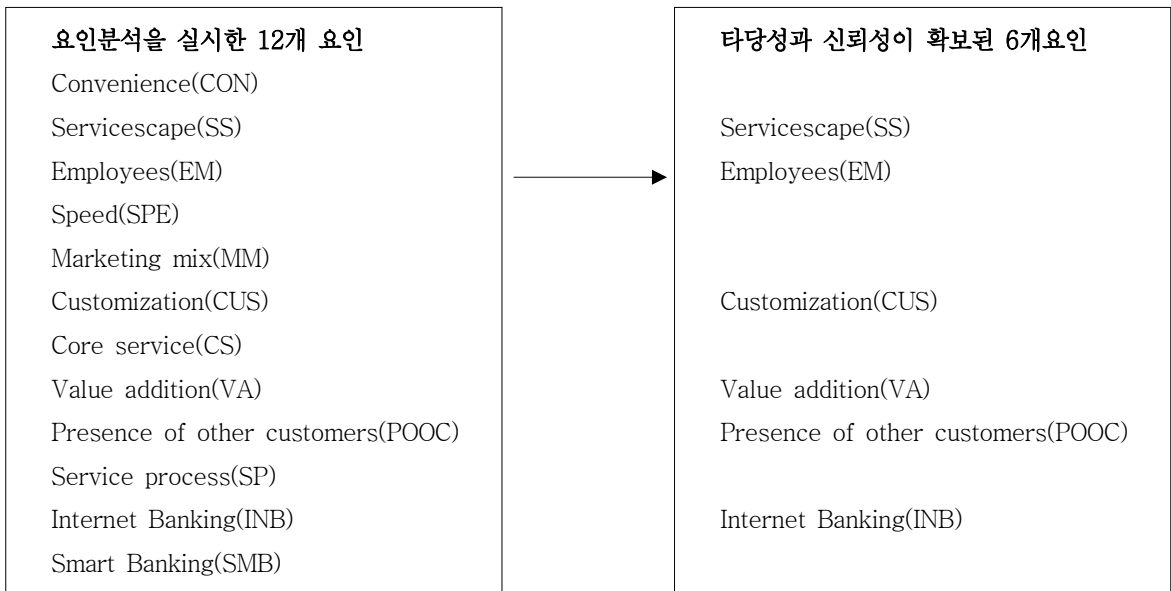 요인분석을 실시한 12개 요인
Convenience(CON)
Servicescape(SS)
Employees(EM)
Speed(SPE)
Marketing mix(MM)
Customization(CUS)
Core service(CS)
Value addition(VA)
Presence of other customers(POOC)
Service process(SP)
Internet Banking(INB)
Smart Banking(SMB)
타당성과 신뢰성이 확보된 6개요인
Servicescape(SS)
Employees(EM)
Customization(CUS)
Value addition(VA)
Presence of other customers(POOC)
Internet Banking(INB)